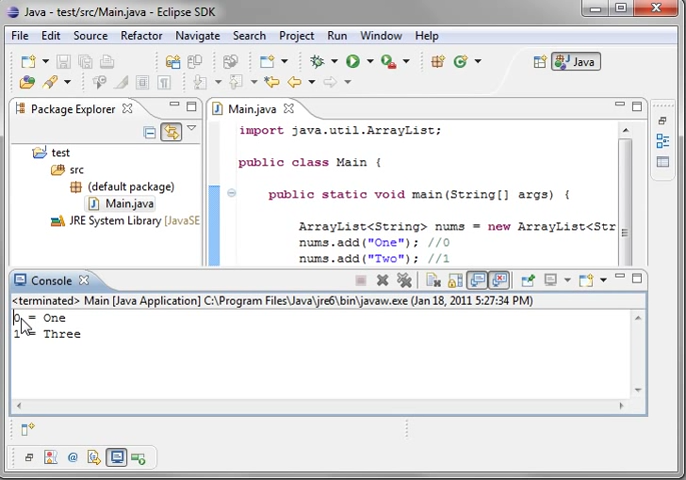 Java - test/src/Main.java - Eclipse SDK
File Edit Source Refactor Navigate Search Project Run Window Help
Java
Package Explorer
test
src
(default package)
Main.java
JRE System Library [JavaSE
Main.java
import java.util.ArrayList;
public class Main {
public static void main(String[] args) {
ArrayList<String> nums = new ArrayList<Str
nums.add("One"); //0
nums.add("Two"); //1
Console
<terminated> Main [Java Application] C:\Program Files\Java\jre6\bin\javaw.exe (Jan 18, 2011 5:27:34 PM)
0 = One
1 = Three